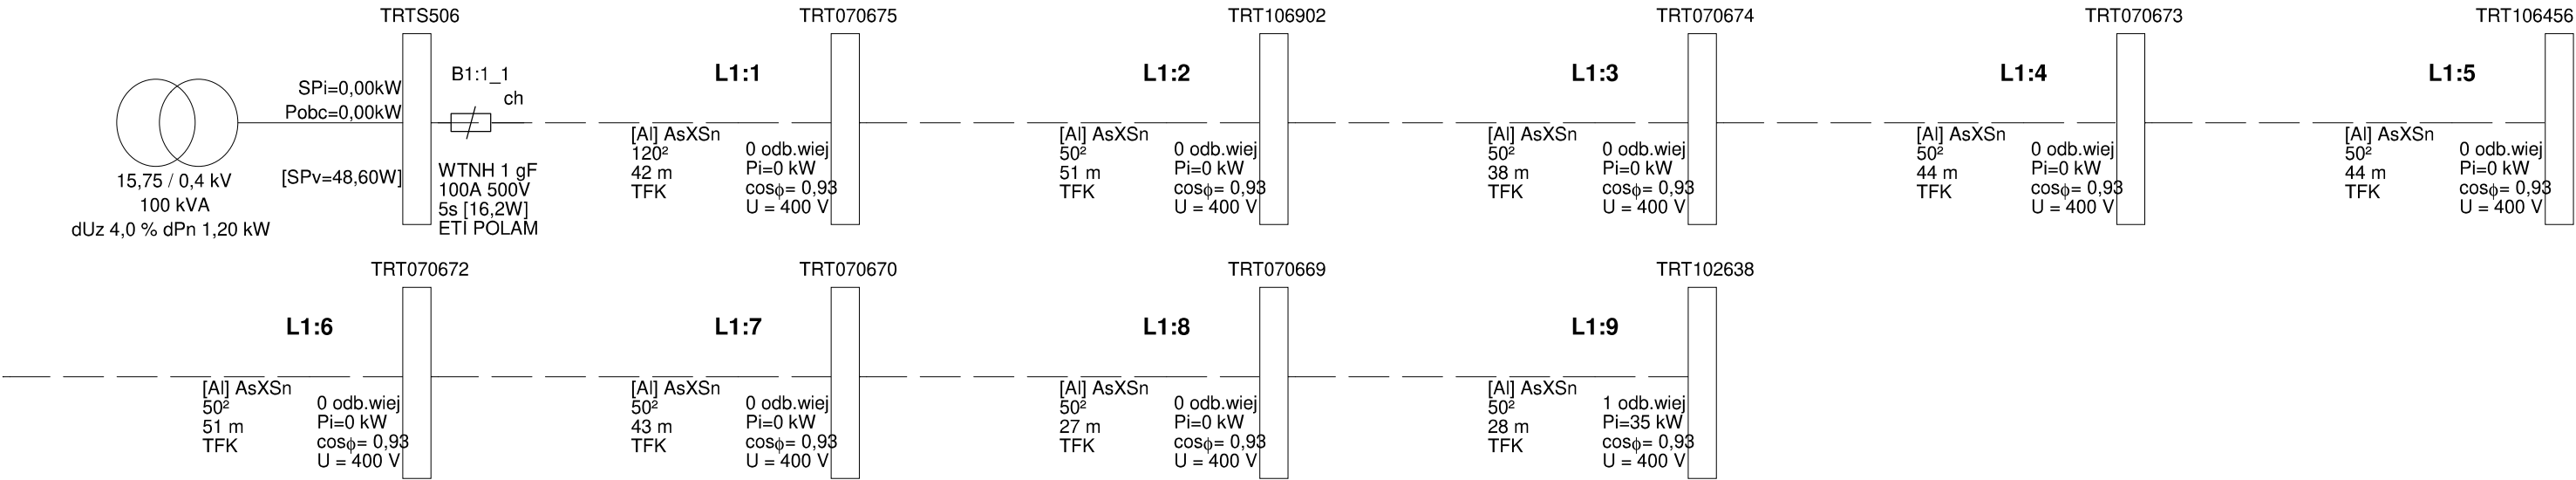 TRTS506
TRT070675
TRT106902
TRT070674
TRT070673
TRT106456
SPi=0,00kW
Pobc=0,00kW
[SPv=48,60W]
15,75 / 0,4 kV
100 kVA
dUz 4,0 % dPn 1,20 kW
B1:1_1
ch
WTNH 1 gF
100A 500V
5s [16,2W]
ETI POLAM
L1:1
[Al] AsXSn
120²
42 m
TFK
0 odb.wiej
Pi=0 kW
cosϕ= 0,93
U = 400 V
L1:2
[Al] AsXSn
50²
51 m
TFK
0 odb.wiej
Pi=0 kW
cosϕ= 0,93
U = 400 V
L1:3
[Al] AsXSn
50²
38 m
TFK
0 odb.wiej
Pi=0 kW
cosϕ= 0,93
U = 400 V
L1:4
[Al] AsXSn
50²
44 m
TFK
0 odb.wiej
Pi=0 kW
cosϕ= 0,93
U = 400 V
L1:5
[Al] AsXSn
50²
44 m
TFK
0 odb.wiej
Pi=0 kW
cosϕ= 0,93
U = 400 V
TRT070672
TRT070670
TRT070669
TRT102638
L1:6
[Al] AsXSn
50²
51 m
TFK
0 odb.wiej
Pi=0 kW
cosϕ= 0,93
U = 400 V
L1:7
[Al] AsXSn
50²
43 m
TFK
0 odb.wiej
Pi=0 kW
cosϕ= 0,93
U = 400 V
L1:8
[Al] AsXSn
50²
27 m
TFK
0 odb.wiej
Pi=0 kW
cosϕ= 0,93
U = 400 V
L1:9
[Al] AsXSn
50²
28 m
TFK
1 odb.wiej
Pi=35 kW
cosϕ= 0,93
U = 400 V